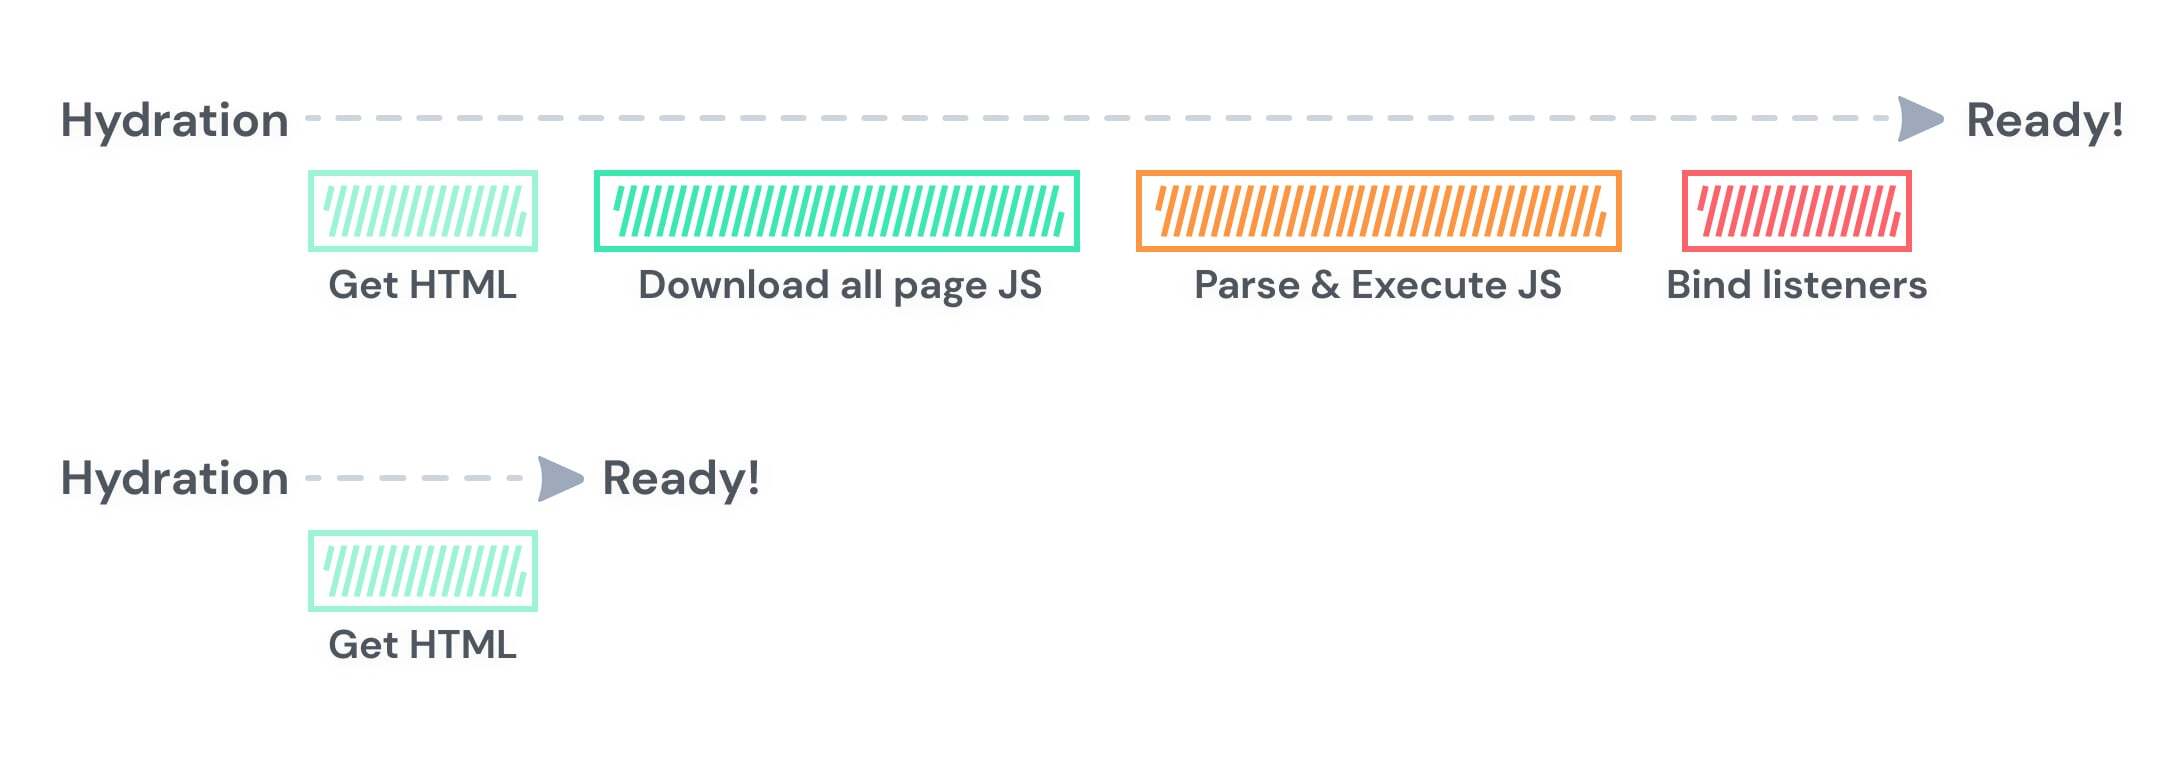 Hydration Ready!
Get HTML Download all page JS Parse & Execute JS Bind listeners
Hydration Ready!
Get HTML